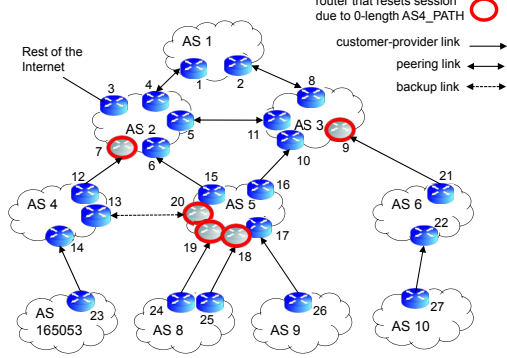 router that resets session
due to 0-length AS4_PATH
customer-provider link
peering link
backup link
Rest of the
Internet
AS 1
1
2
3
4
5
6
7
AS 2
8
9
10
11
AS 3
12
13
14
AS 4
15
16
17
18
19
20
AS 5
21
22
AS 6
AS
165053
23
24
25
AS 8
26
AS 9
27
AS 10